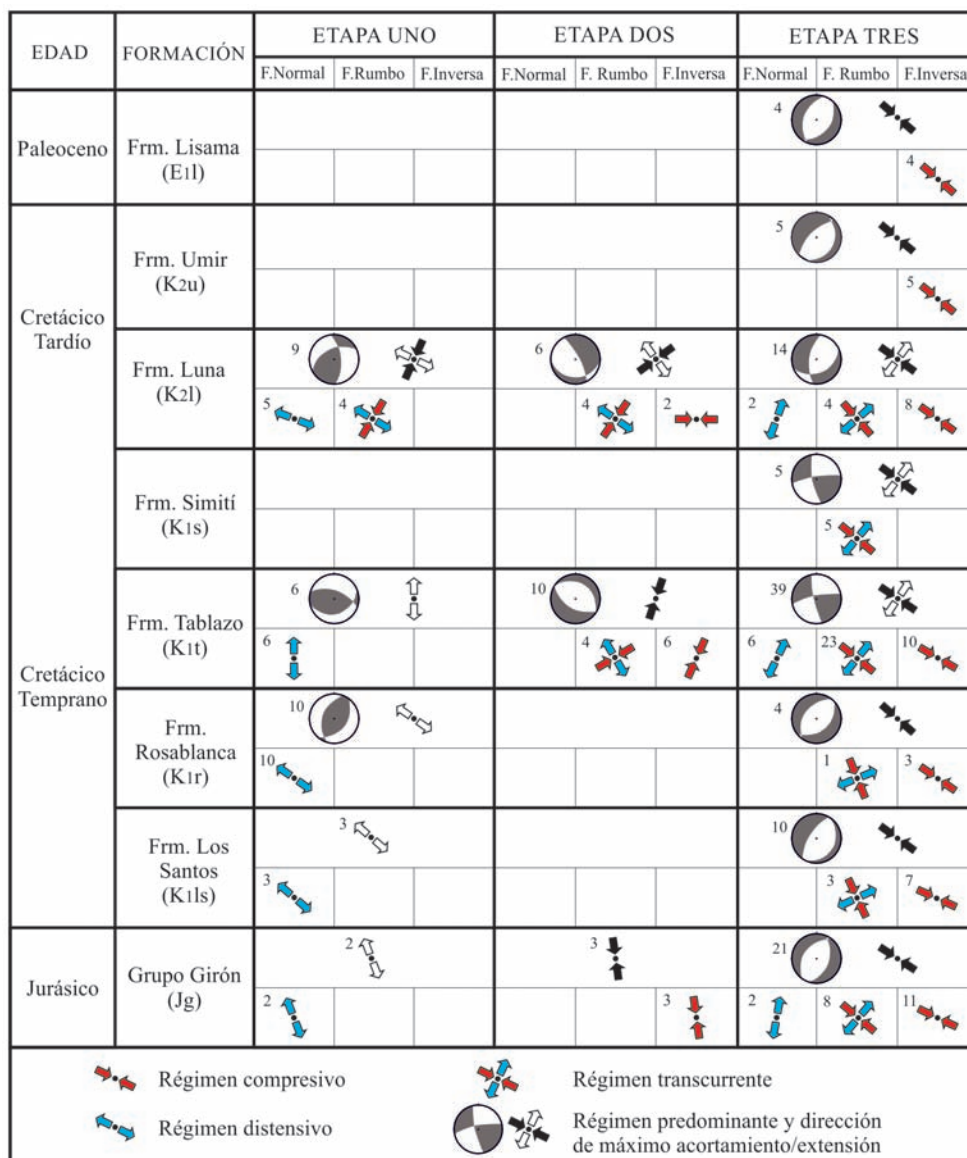 EDAD
FORMACIÓN
ETAPA UNO
ETAPA DOS
ETAPA TRES
F.Normal
F.Rumbo
F.Inversa
F.Normal
F. Rumbo
F.Inversa
F.Normal
F. Rumbo
F.Inversa
Paleoceno
Frm. Lisama
(E1l)
4
4
Cretácico
Tardío
Frm. Umir
(K2u)
5
5
Frm. Luna
(K2l)
9
6
14
5
4
4
2
2
4
8
Cretácico
Temprano
Frm. Simití
(K1s)
5
5
Frm. Tablazo
(K1t)
6
10
39
6
4
6
6
23
10
Frm.
Rosablanca
(K1r)
10
4
10
1
3
Frm. Los
Santos
(K1ls)
3
10
3
3
7
Jurásico
Grupo Girón
(Jg)
2
3
21
2
3
2
8
11
Régimen compresivo
Régimen transcurrente
Régimen distensivo
Régimen predominante y dirección
de máximo acortamiento/extensión